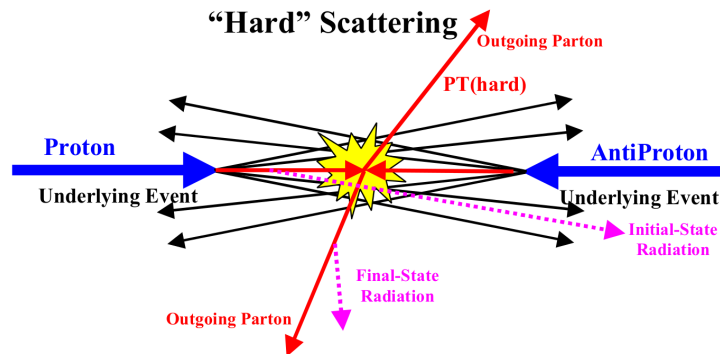 “Hard” Scattering
Outgoing Parton
PT(hard)
Proton
AntiProton
Underlying Event
Underlying Event
Initial-State
Radiation
Final-State
Radiation
Outgoing Parton